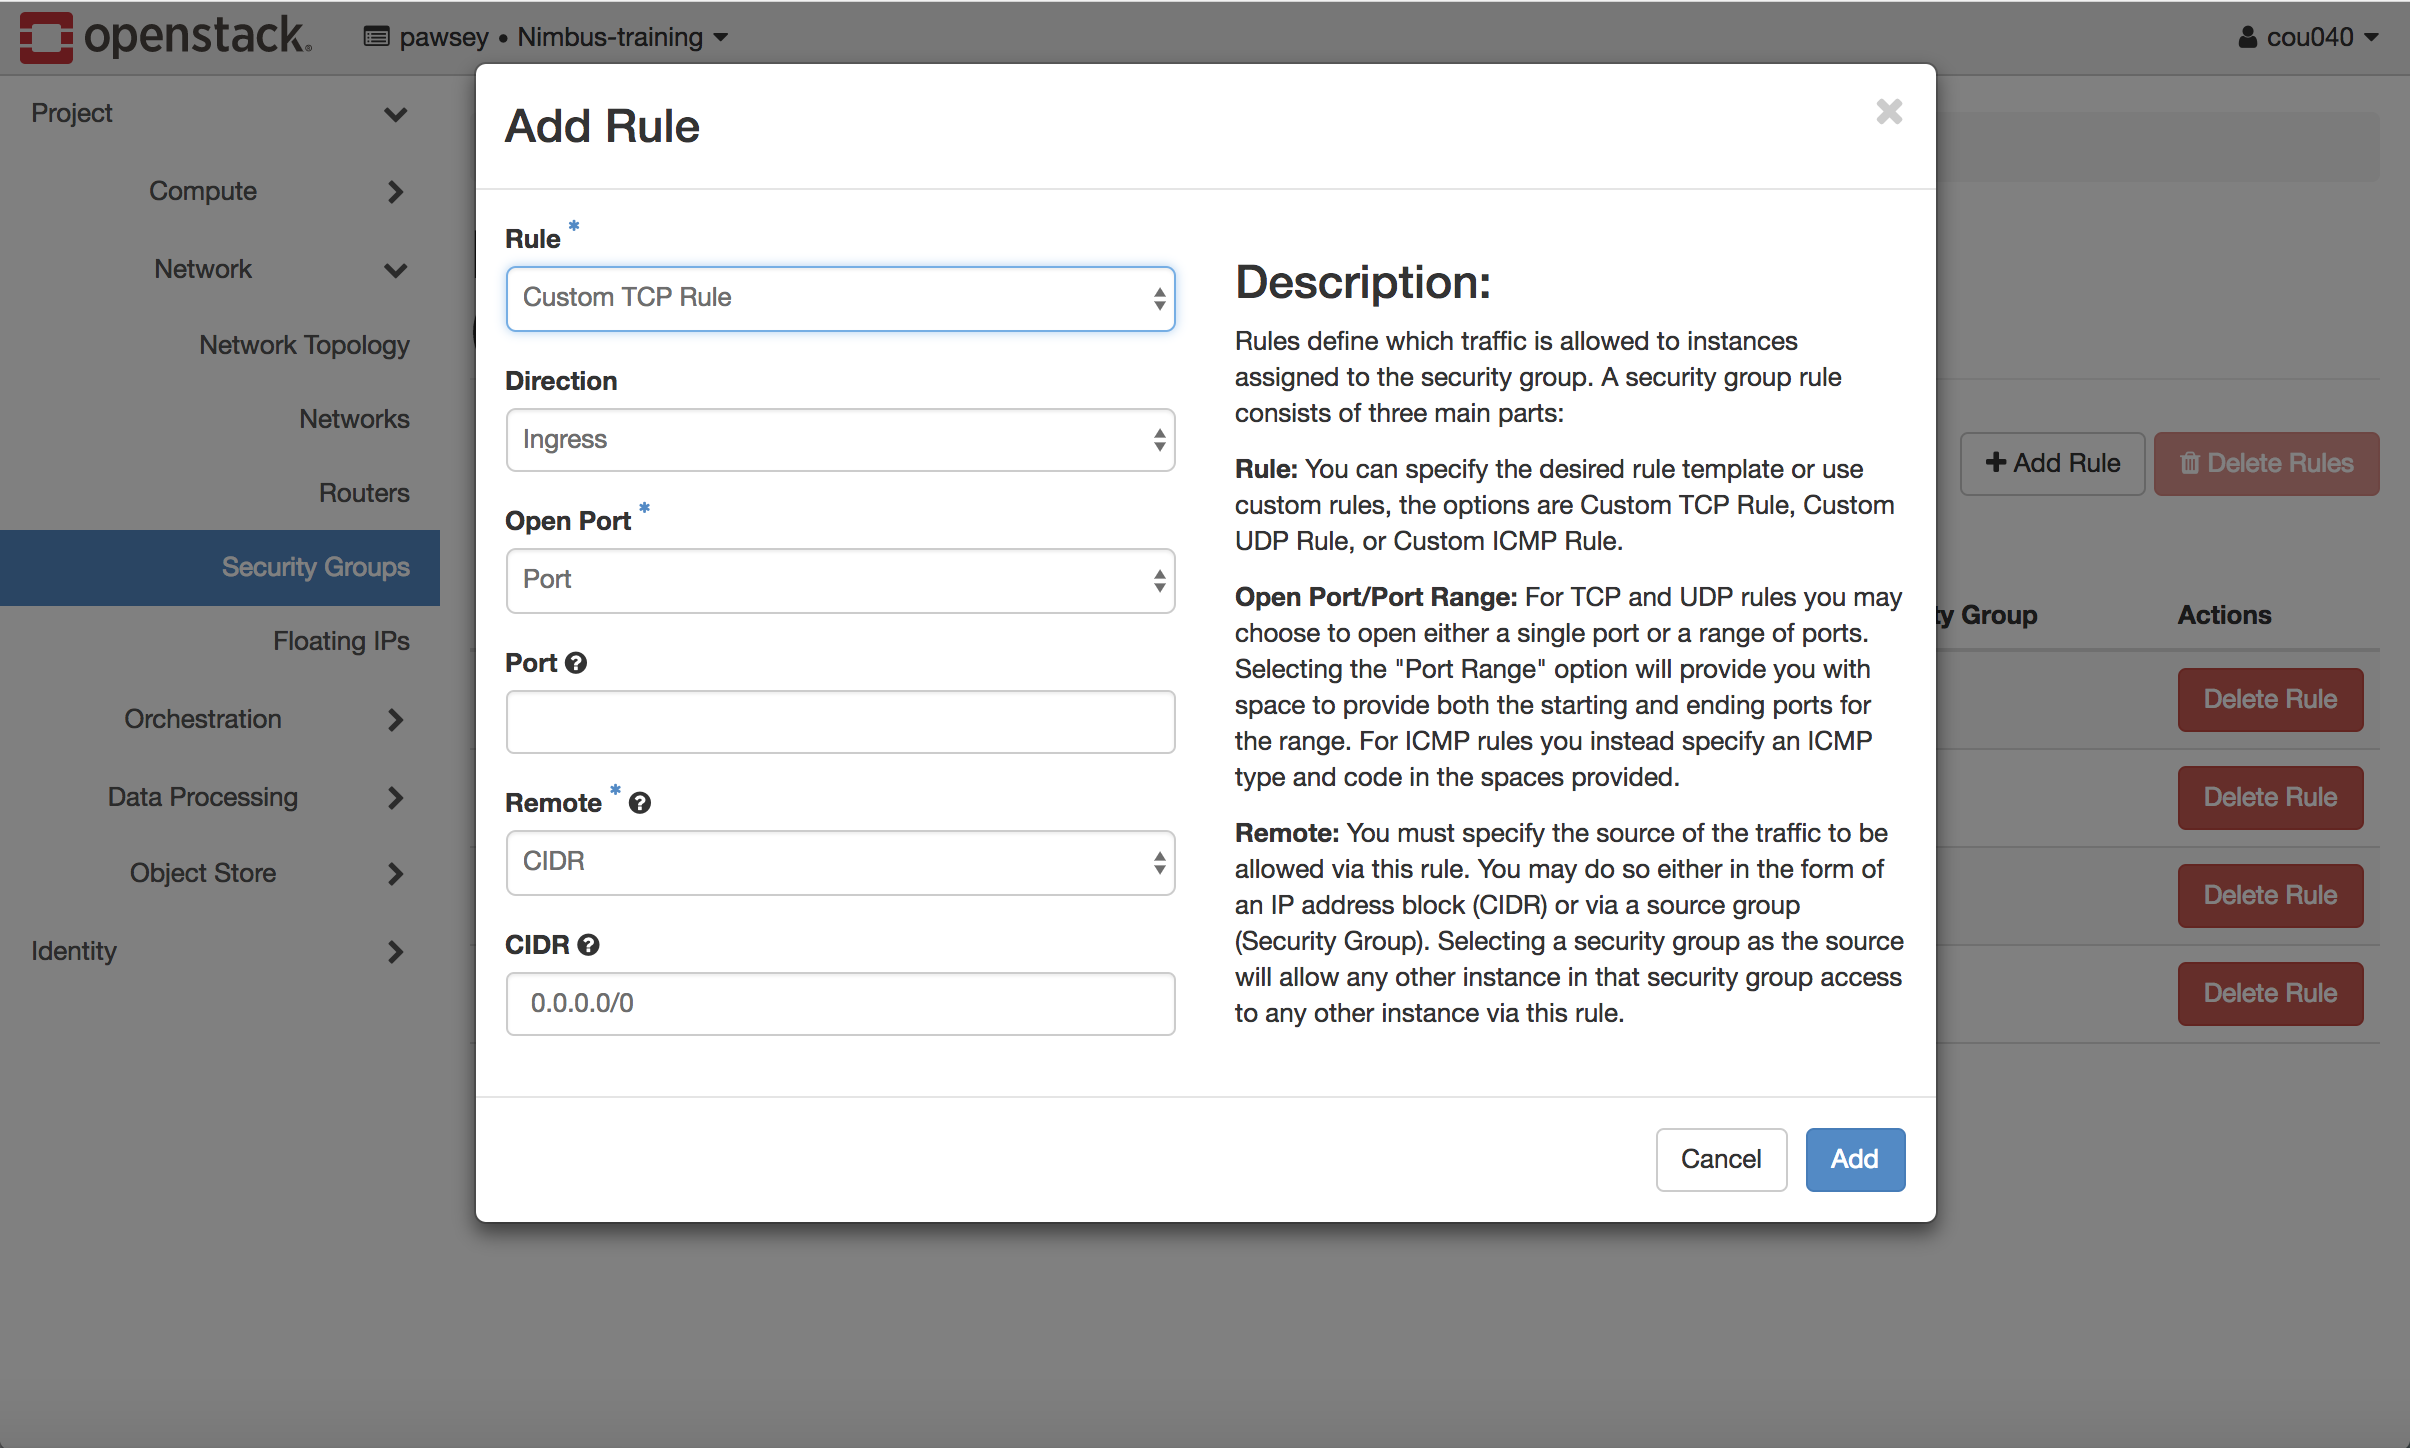 openstack.
pawsey • Nimbus-training
cou040
Project
Compute
Network
Network Topology
Networks
Routers
Security Groups
Floating IPs
Orchestration
Data Processing
Object Store
Identity
Add Rule
Rule *
Custom TCP Rule
Direction
Ingress
Open Port *
Port
Port
Remote *
CIDR
CIDR
0.0.0.0/0
Description:
Rules define which traffic is allowed to instances
assigned to the security group. A security group rule
consists of three main parts:
Rule: You can specify the desired rule template or use
custom rules, the options are Custom TCP Rule, Custom
UDP Rule, or Custom ICMP Rule.
Open Port/Port Range: For TCP and UDP rules you may
choose to open either a single port or a range of ports.
Selecting the "Port Range" option will provide you with
space to provide both the starting and ending ports for
the range. For ICMP rules you instead specify an ICMP
type and code in the spaces provided.
Remote: You must specify the source of the traffic to be
allowed via this rule. You may do so either in the form of
an IP address block (CIDR) or via a source group
(Security Group). Selecting a security group as the source
will allow any other instance in that security group access
to any other instance via this rule.
Cancel
Add
Add Rule
Delete Rules
ty Group
Actions
Delete Rule
Delete Rule
Delete Rule
Delete Rule